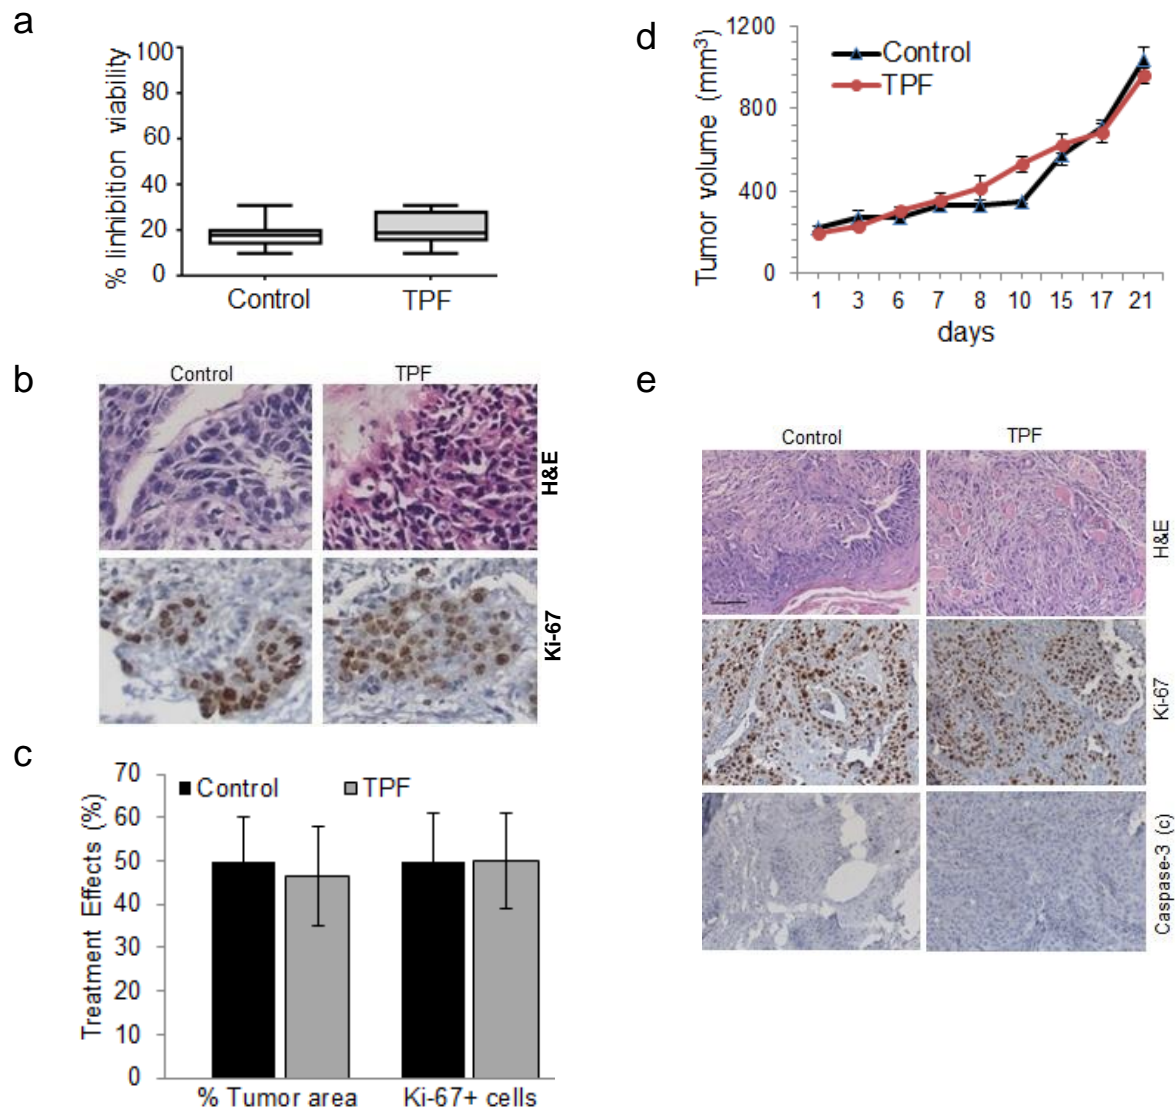 a
% Iinhbition viability
100
80
60
40
20
0
Control TPF
b
Control TPF
H&E
Ki-67
c
Treatment Effects (%)
70
60
50
40
30
20
10
0
Control TPF
% Tumor area Ki-67+ cells
d
Tumor volume (mm³)
1200
800
400
0
Control
TPF
1 3 6 7 8 10 15 17 21
days
e
Control TPF
H&E
Ki-67
Caspase-3 (c)